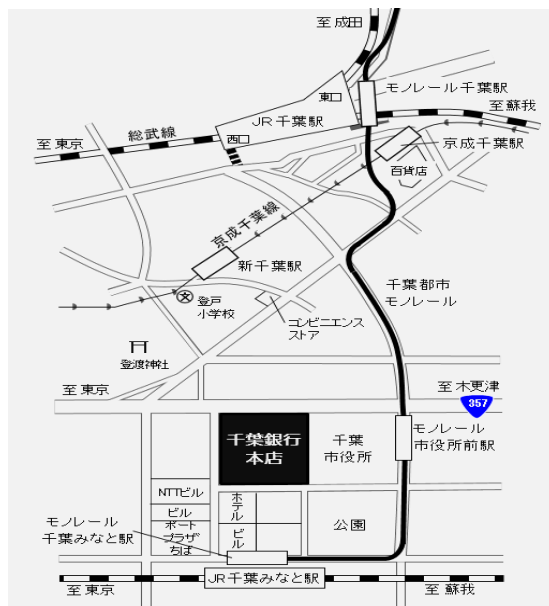 至 成田
モノレール千葉駅
東口
至 蘇我
JR千葉駅
総武線
西口
至 東京
京成千葉駅
百貨店
京成千葉線
新千葉駅
千葉都市
モノレール
登戸
小学校
コンビニエンス
ストア
登渡神社
至 東京
至 木更津
357
千葉銀行
本店
千葉
市役所
モノレール
市役所前駅
NTTビル
ホテル
ビル
ポート
プラザ
ちば
ビル
公園
モノレール
千葉みなと駅
JR千葉みなと駅
至 東京
至 蘇我